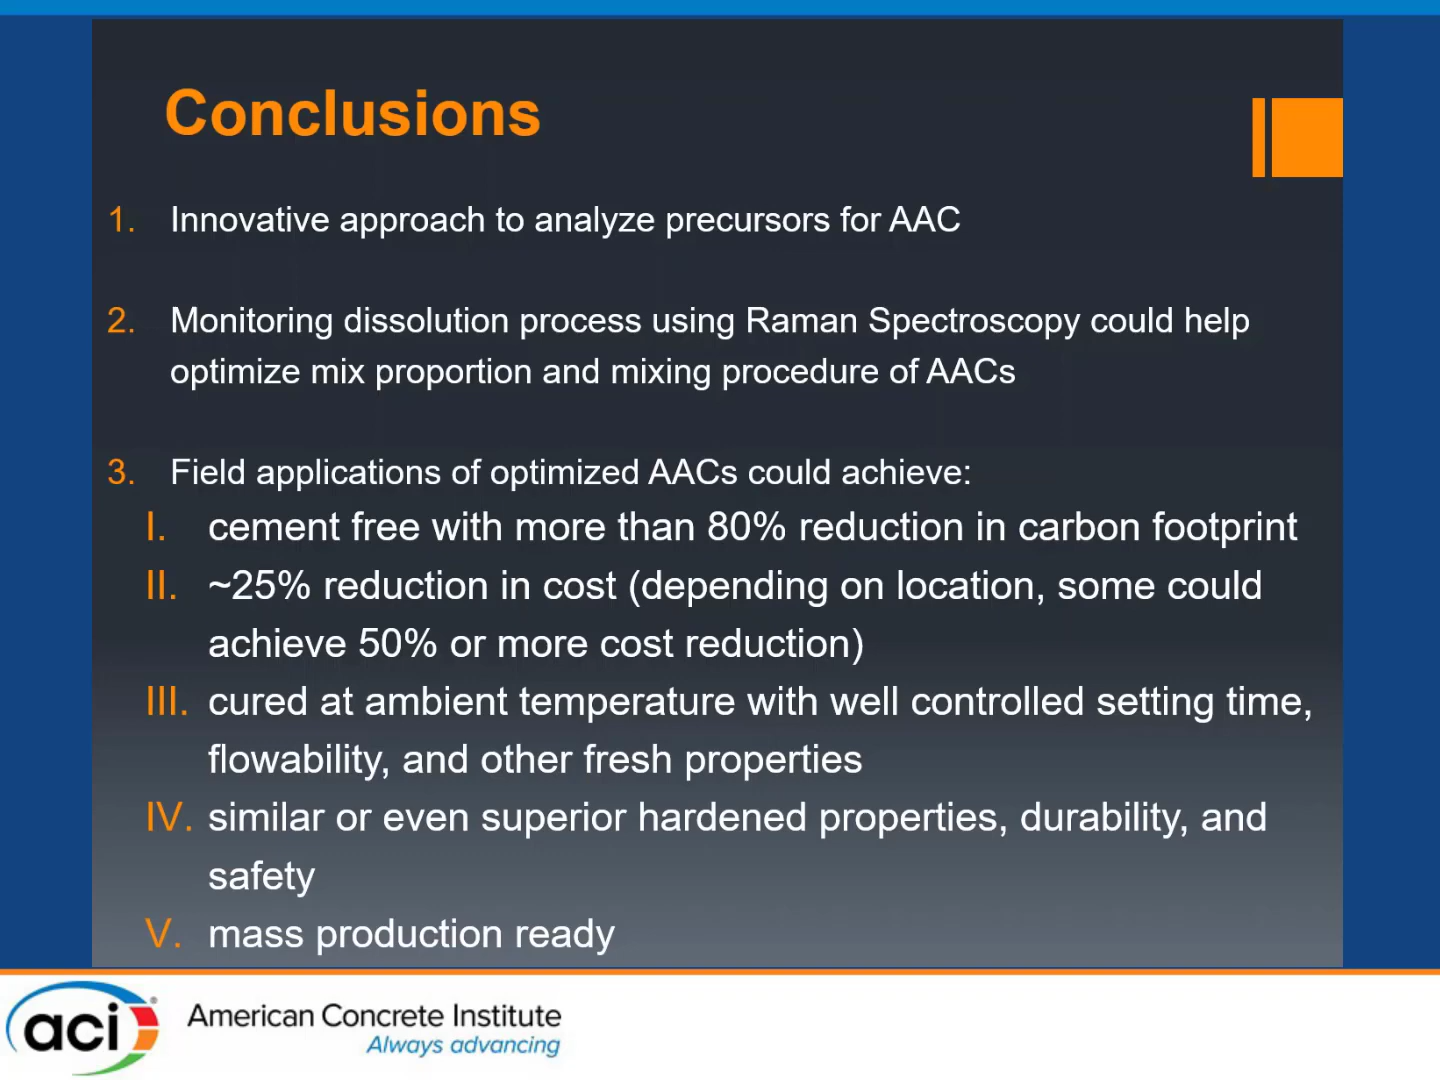 Conclusions
1. Innovative approach to analyze precursors for AAC
2. Monitoring dissolution process using Raman Spectroscopy could help
optimize mix proportion and mixing procedure of AACs
3. Field applications of optimized AACs could achieve:
I. cement free with more than 80% reduction in carbon footprint
II. ~25% reduction in cost (depending on location, some could
achieve 50% or more cost reduction)
III. cured at ambient temperature with well controlled setting time,
flowability, and other fresh properties
IV. similar or even superior hardened properties, durability, and
safety
V. mass production ready
aci®
American Concrete Institute
Always advancing